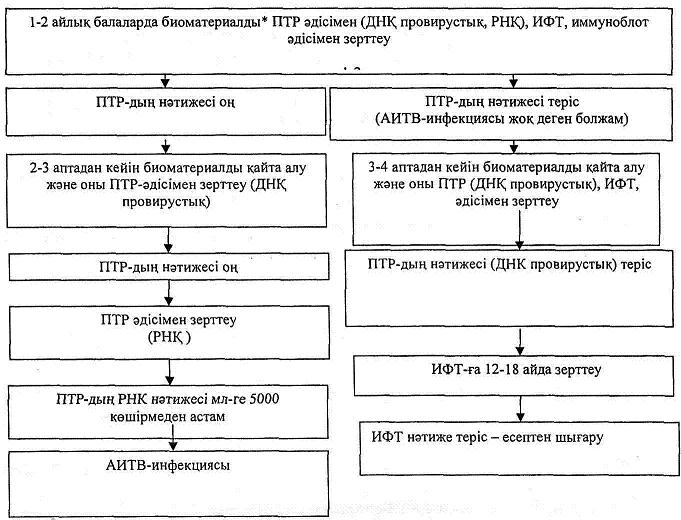 1-2 айлық балаларда биоматериалды* ПТР әдісімен (ДНҚ провирустық, РНК), ИФТ, иммуноблот
әдісімен зерттеу
ПТР-дың нәтижесі оң
ПТР-дың нәтижесі теріс
(АИТВ-инфекциясы жоқ деген болжам)
2-3 аптадан кейін биоматериалды қайта алу
және оны ПТР-әдісімен зерттеу (ДНҚ
провирустық)
3-4 аптадан кейін биоматериалды қайта алу
және оны ПТР (ДНҚ провирустық), ИФТ,
әдісімен зерттеу
ПТР-дың нәтижесі оң
ПТР-дың нәтижесі (ДНК провирустық) теріс
ПТР әдісімен зерттеу
(РНҚ )
ИФТ-ға 12-18 айда зерттеу
ПТР-дың РНК нәтижесі мл-ге 5000
көшірмеден астам
ИФТ нәтиже теріс – есептен шығару
АИТВ-инфекциясы